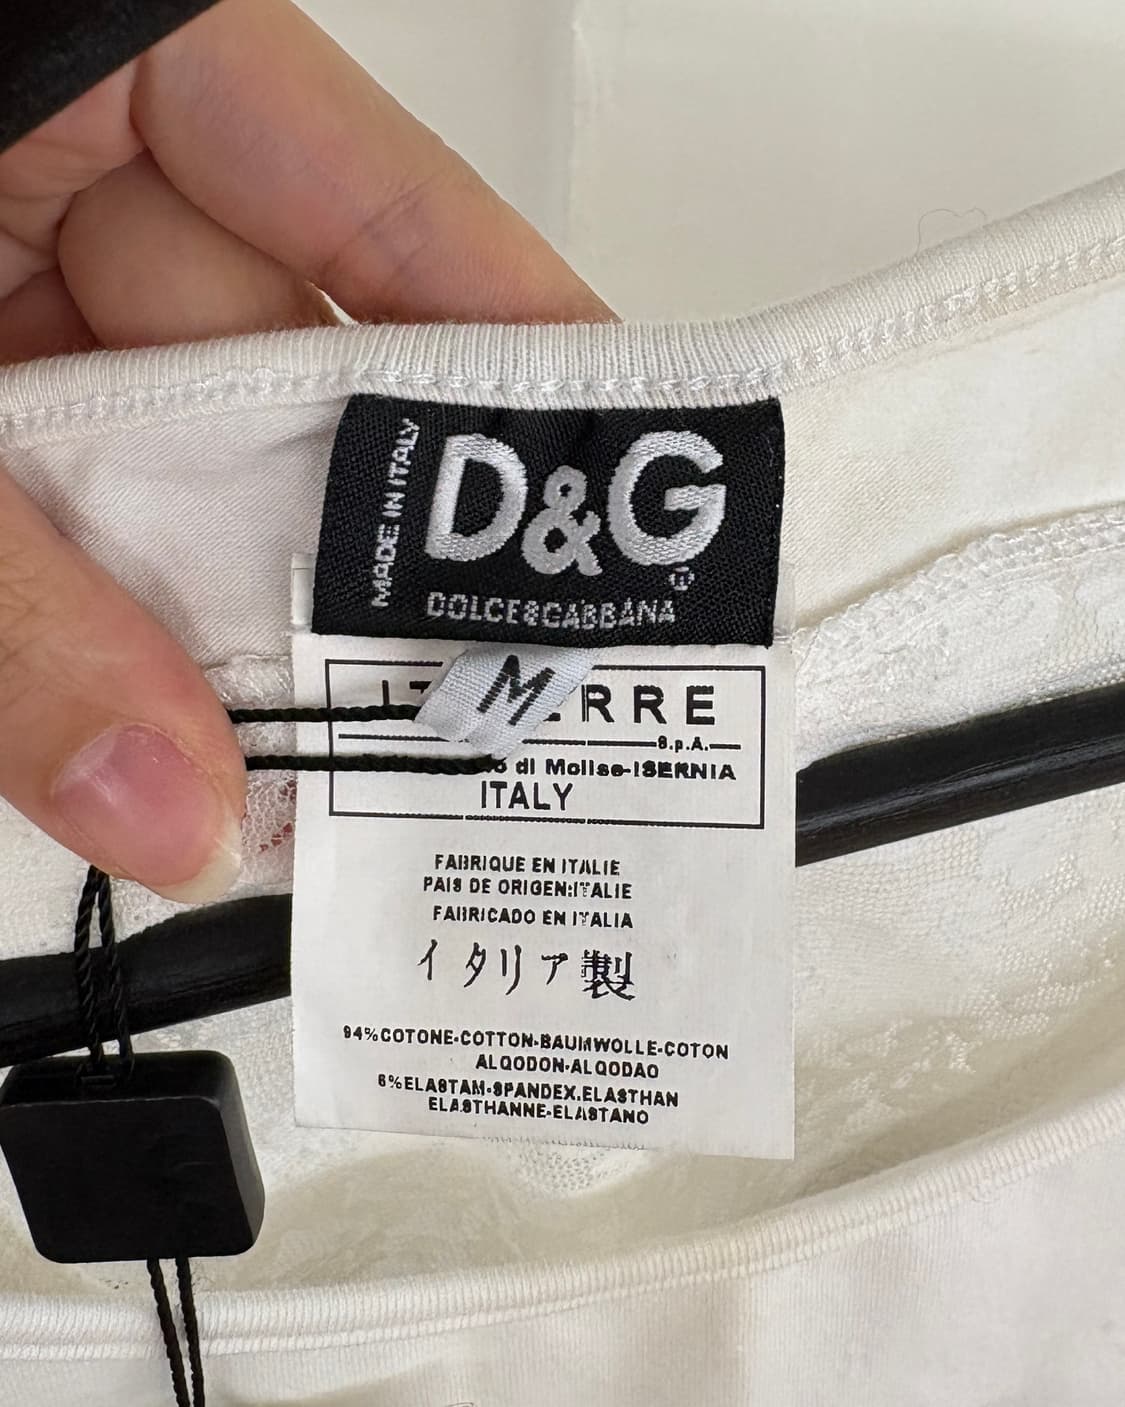 MADE IN ITALY
D&G
®
DOLCE&GABBANA
M
S.p.A.
di Molise-ISERNIA
ITALY
FABRIQUE EN ITALIE
PAIS DE ORIGEN:ITALIE
FABRICADO EN ITALIA
イタリア製
94%COTONE-COTTON-BAUMWOLLE-COTON
ALGODON-ALGODAO
6%ELASTAM-SPANDEX.ELASTHAN
ELASTHANNE-ELASTANO